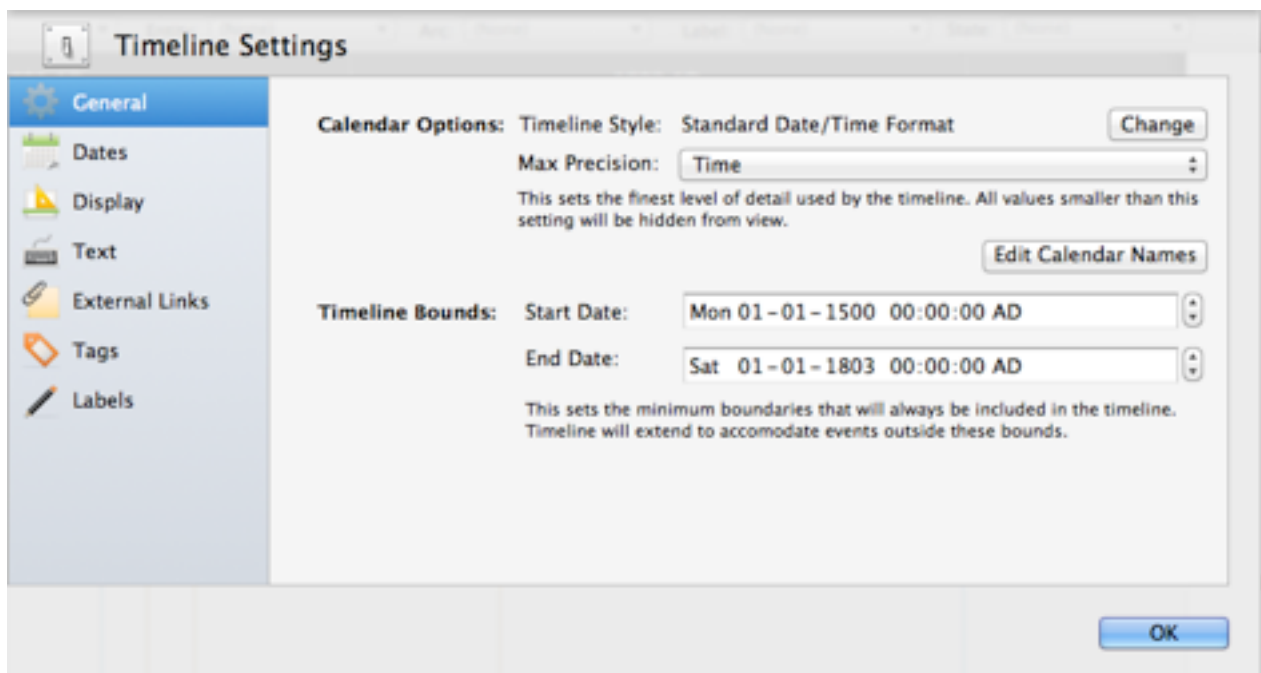 Timeline Settings
General
Dates
Display
Text
External Links
Tags
Labels
Calendar Options: Timeline Style: Standard Date/Time Format Change
Max Precision: Time
This sets the finest level of detail used by the timeline. All values smaller than this
setting will be hidden from view.
Edit Calendar Names
Timeline Bounds: Start Date: Mon 01-01-1500 00:00:00 AD
End Date: Sat 01-01-1803 00:00:00 AD
This sets the minimum boundaries that will always be included in the timeline.
Timeline will extend to accomodate events outside these bounds.
OK